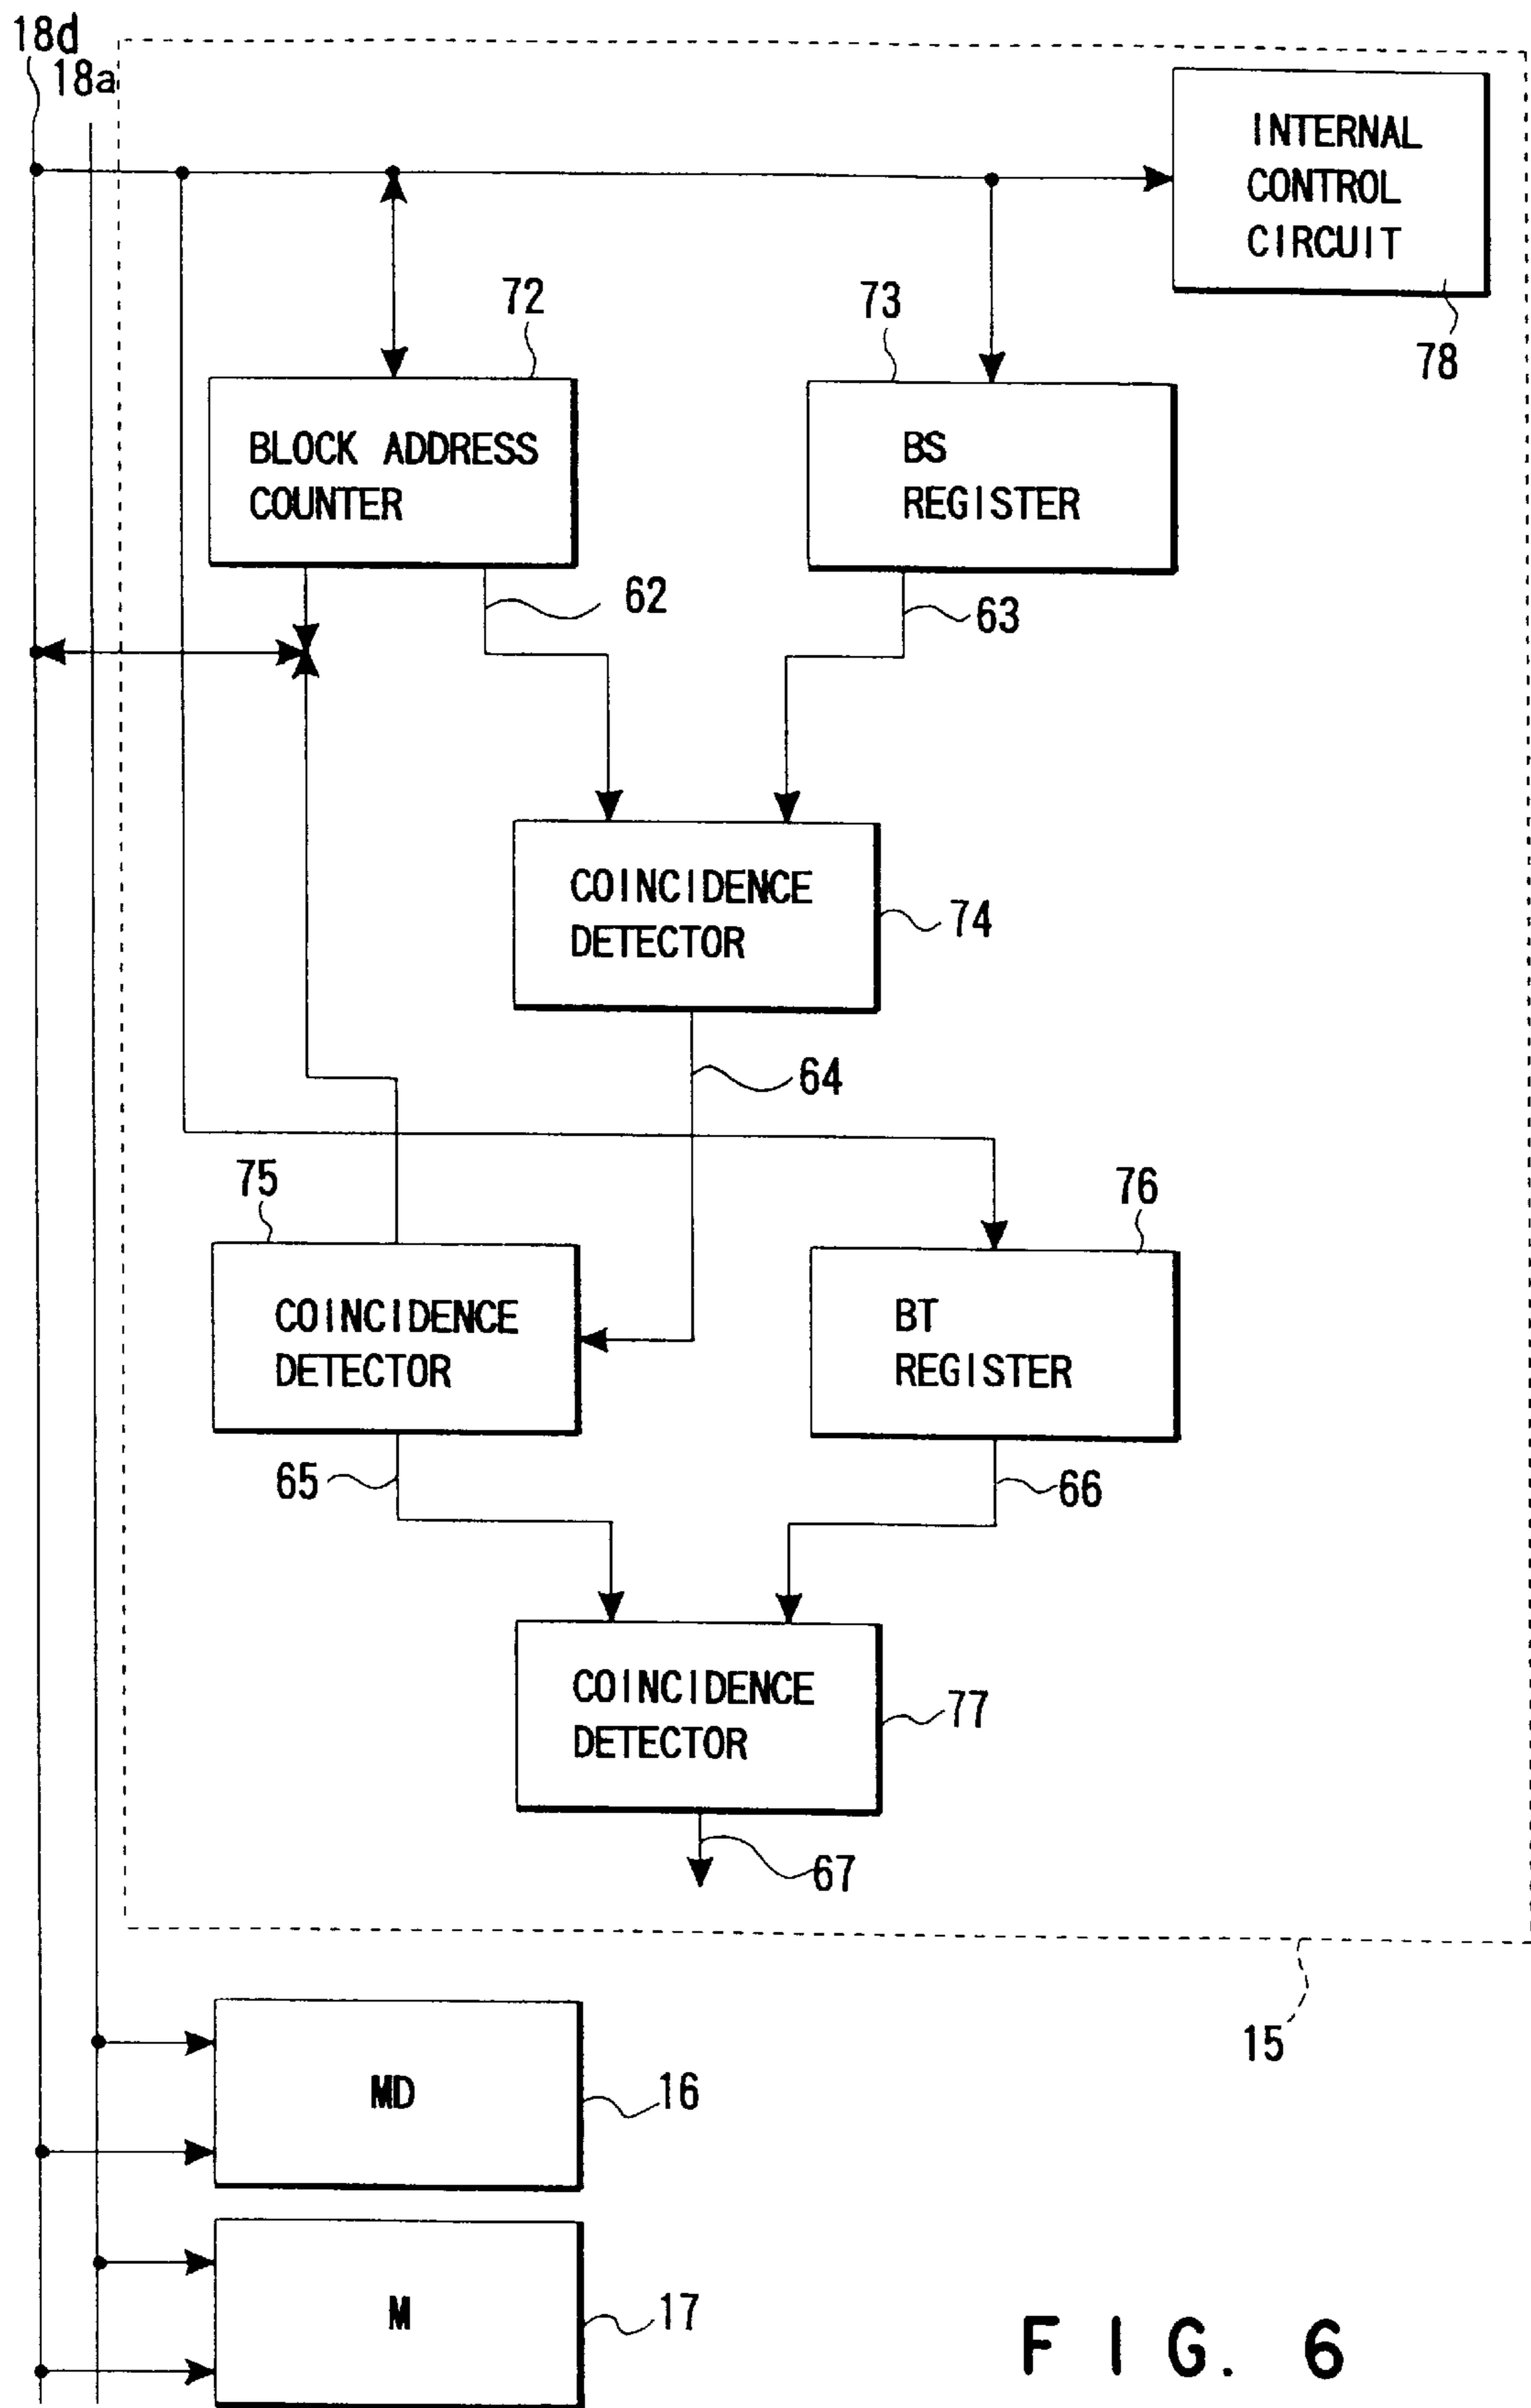 18d
18a
INTERNAL
CONTROL
CIRCUIT
78
72
73
BLOCK ADDRESS
COUNTER
BS
REGISTER
62
63
COINCIDENCE
DETECTOR
74
64
75
76
COINCIDENCE
DETECTOR
BT
REGISTER
65
66
COINCIDENCE
DETECTOR
77
67
15
MD
16
M
17
FIG. 6